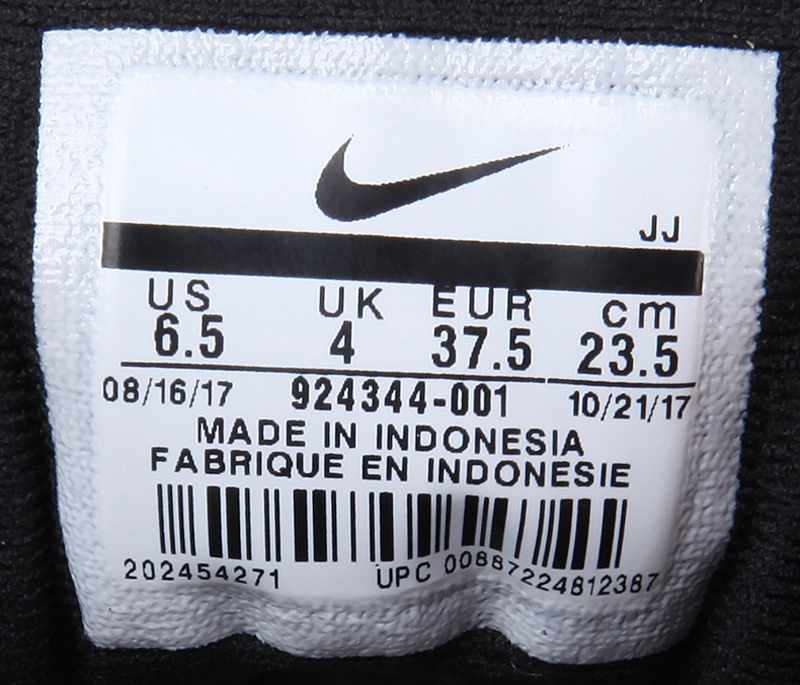 JJ
US UK EUR cm
6.5 4 37.5 23.5
08/16/17 924344-001 10/21/17
MADE IN INDONESIA
FABRIQUE EN INDONESIE
202454271 UPC 00887224812387